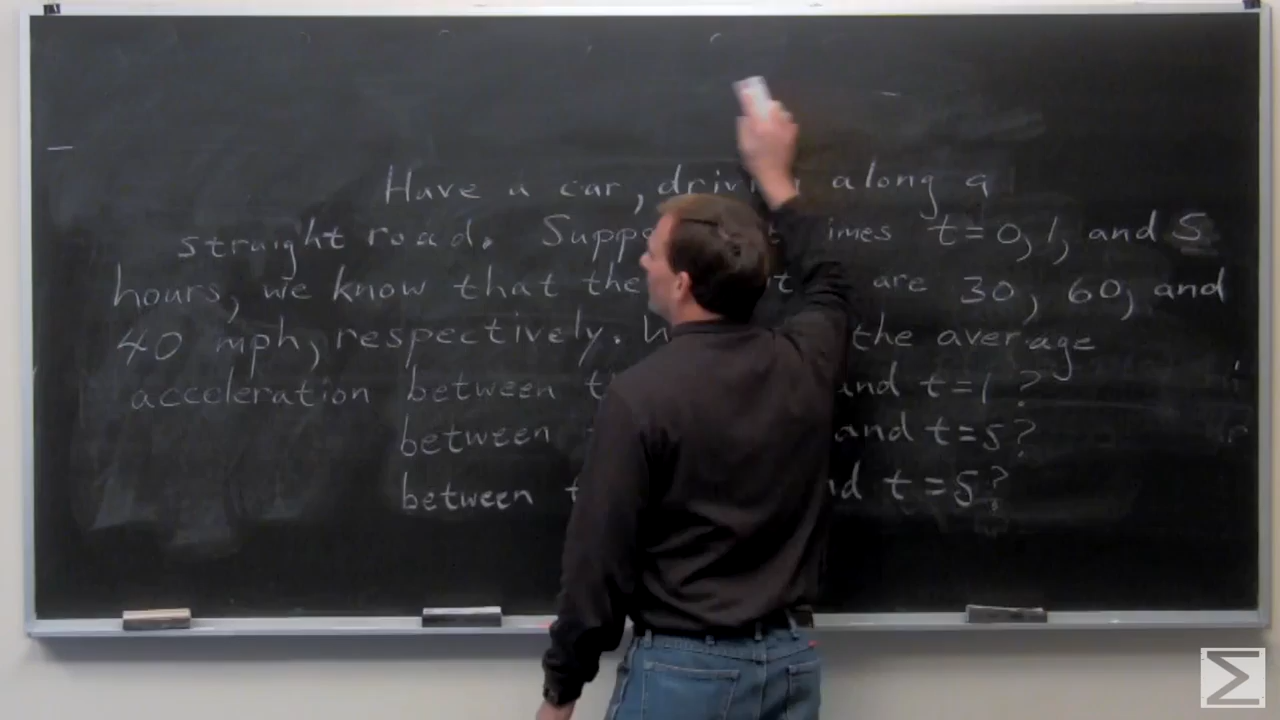 Have a car, driving along a
straight road. Suppo imes t=0, 1, and 5
hours, we know that the are 30, 60, and
40 mph, respectively. the average
acceleration between and t=1?
between and t=5?
between t=5?
Σ